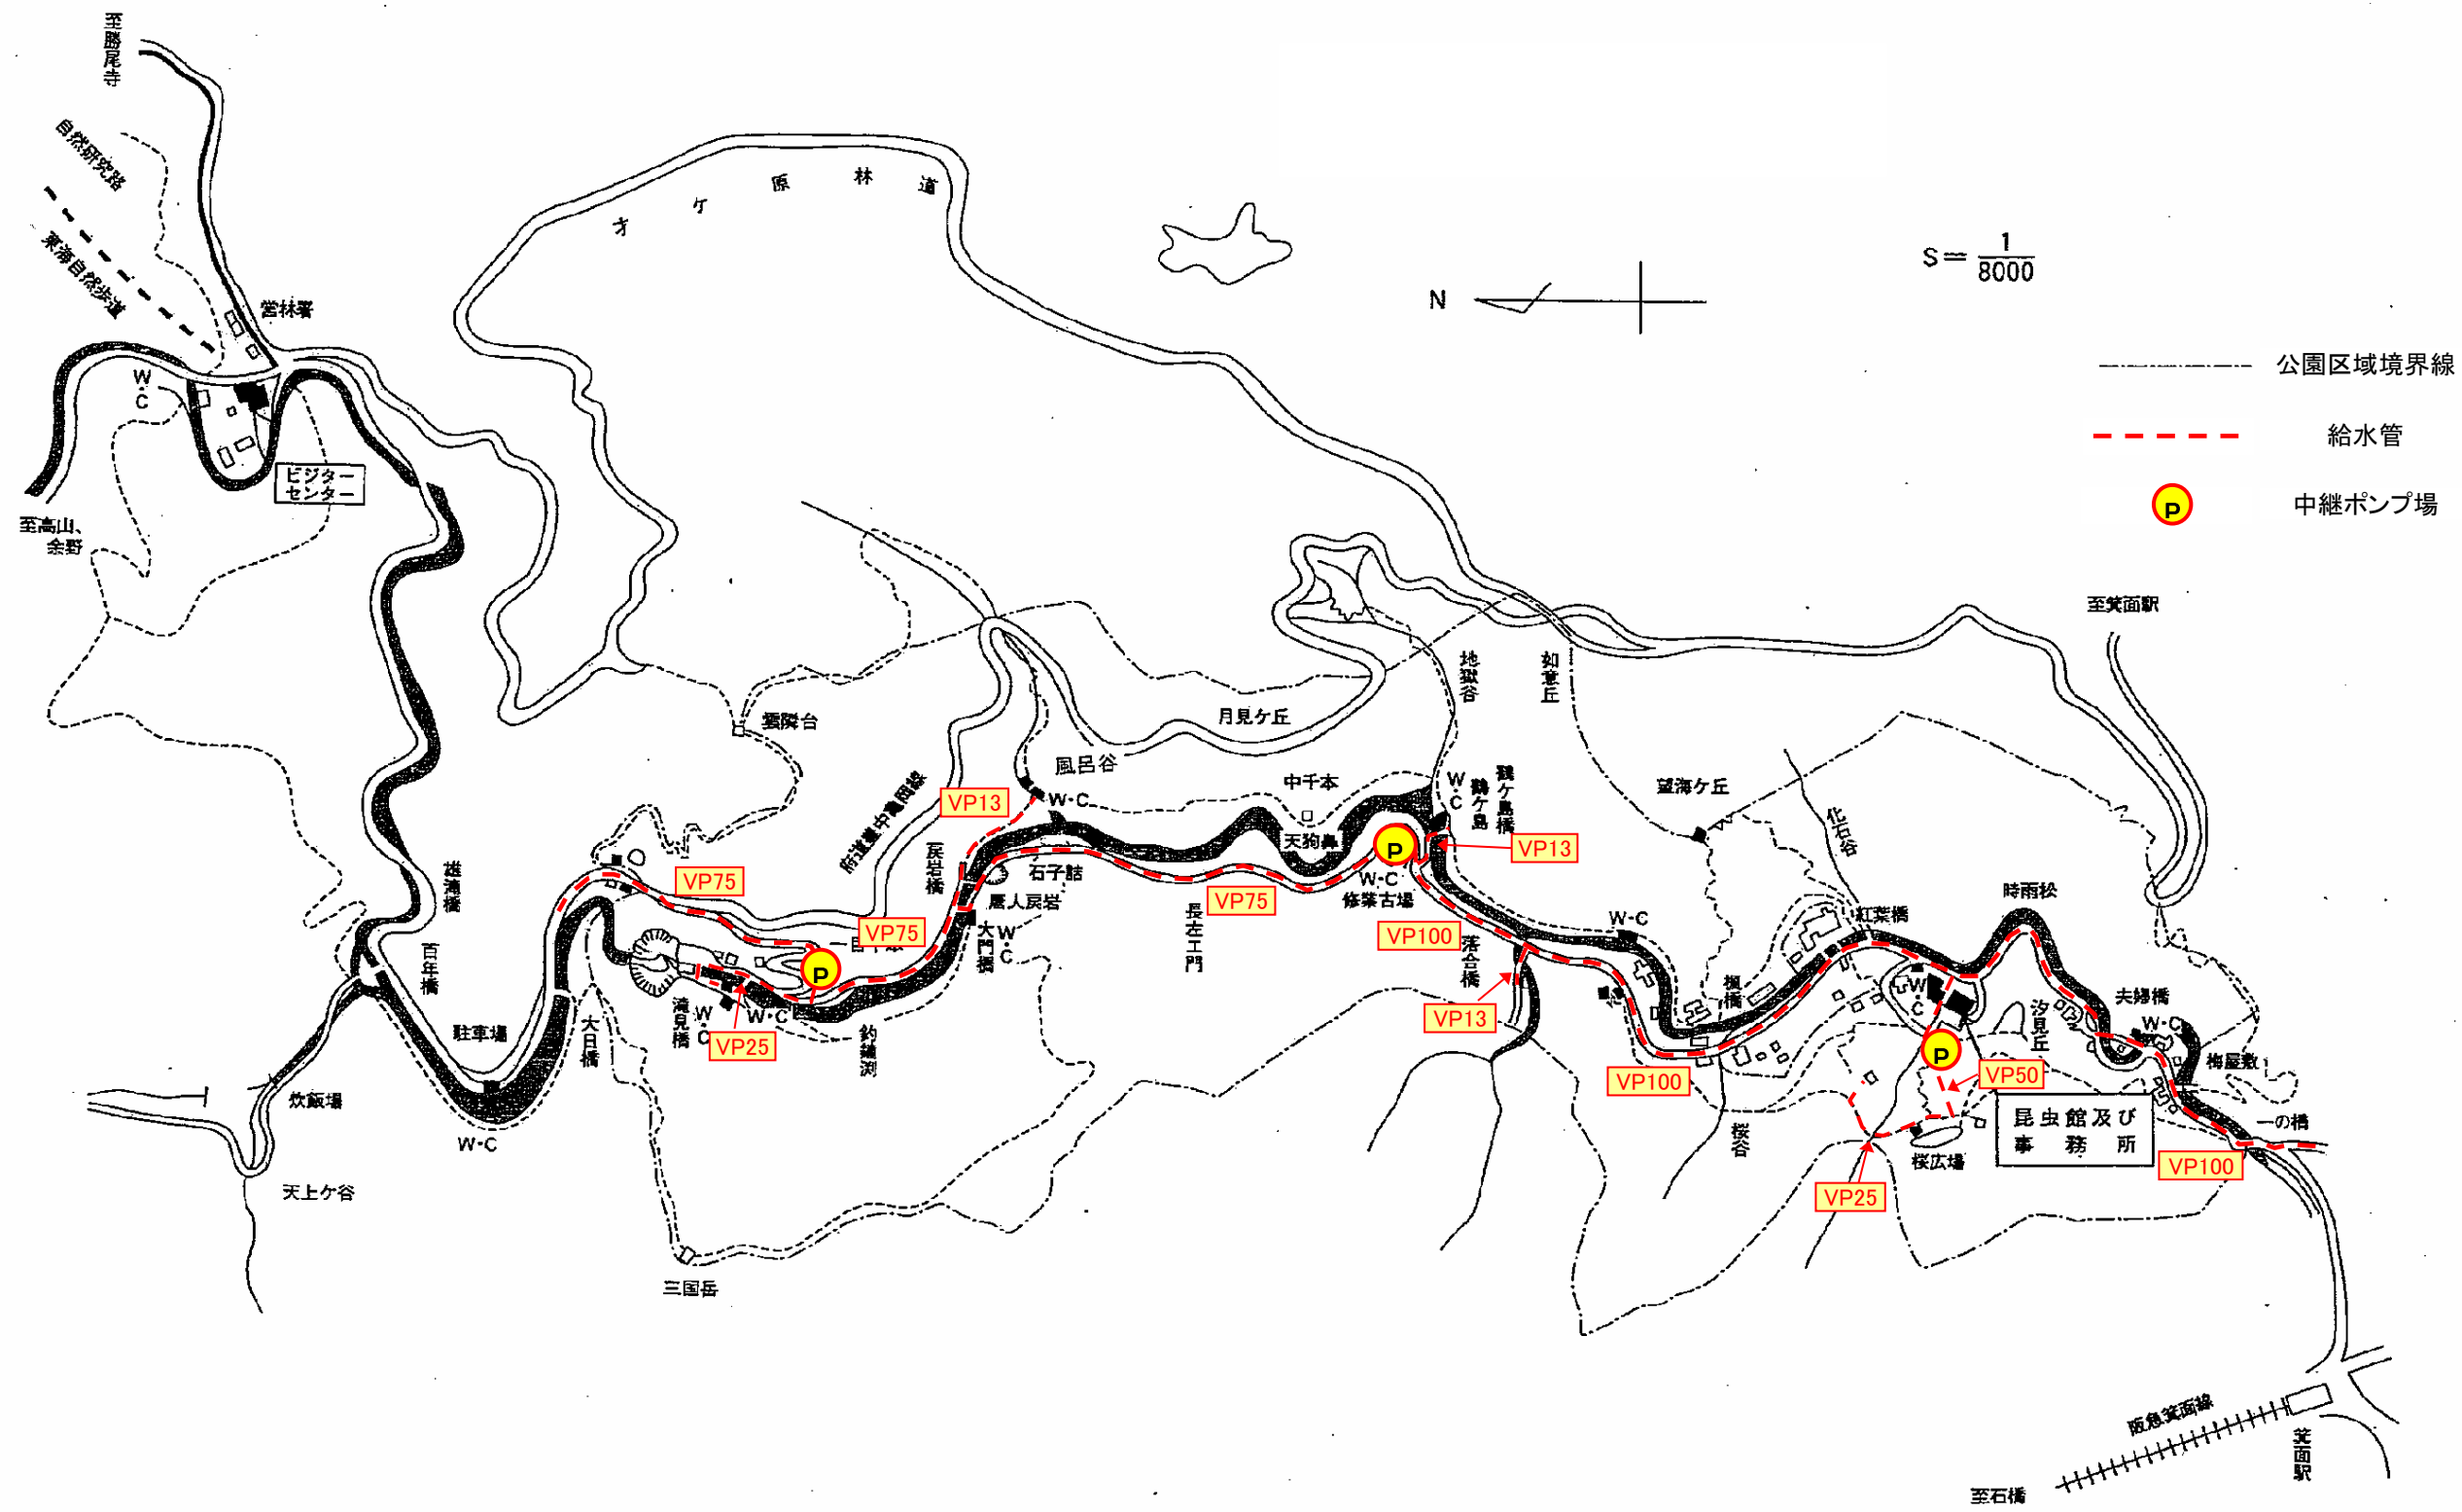 至勝尾寺
自然研究路
東海自然歩道
営林署
W・C
ビジター
センター
至高山、
余野
才ケ原林道
N
S=1/8000
公園区域境界線
給水管
P
中継ポンプ場
至箕面駅
地獄谷
如意丘
月見ケ丘
雲隣台
風呂谷
中千本
望海ケ丘
化石谷
府道豊中亀岡線
VP13
W・C
W・C
鶴ケ島
鶴ケ島橋
VP13
天狗鼻
P
W・C
修業古場
戻岩橋
石子詰
唐人戻岩
VP75
VP75
VP75
長左エ門
VP100
落合橋
VP13
W・C
紅葉橋
時雨松
雄滝橋
百年橋
大門橋
W・C
P
滝見橋
W・C
W・C
VP25
釣鐘渕
大日橋
駐車場
W・C
炊飯場
天上ケ谷
三国岳
VP100
桜谷
W・C
汐見丘
P
VP50
夫婦橋
W・C
梅屋敷
一の橋
昆虫館及び
事務所
桜広場
VP25
VP100
阪急箕面線
箕面駅
至石橋